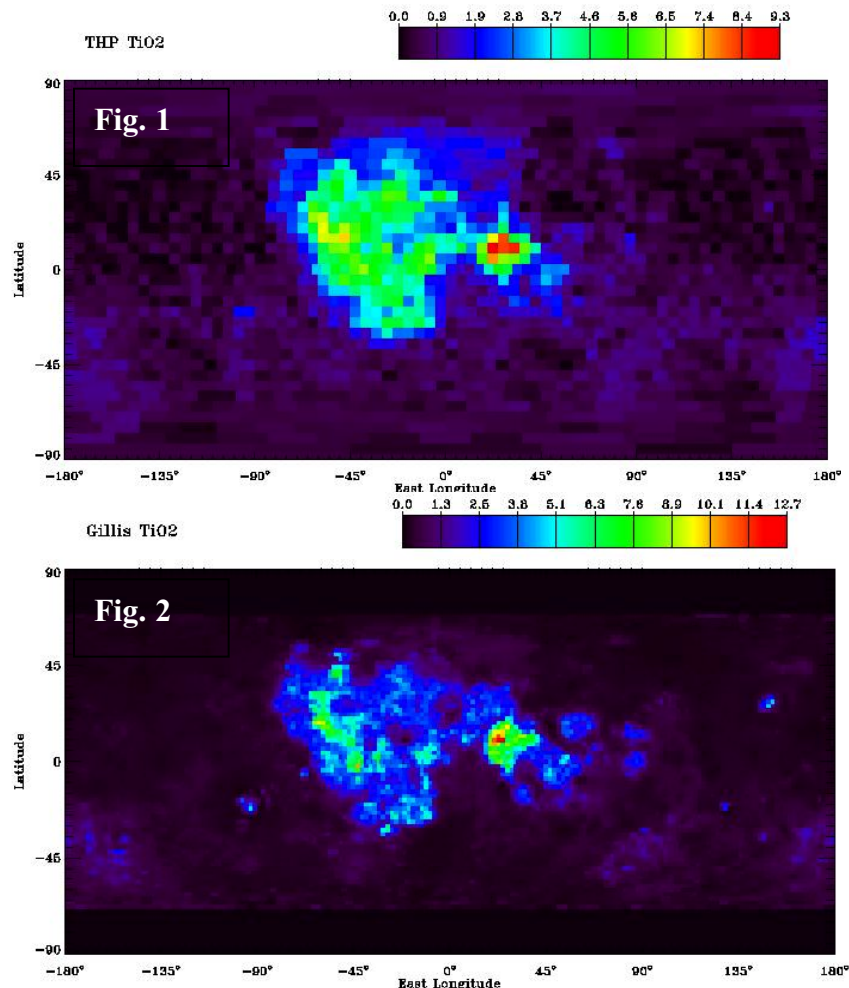 0.0 0.9 1.9 2.8 3.7 4.6 5.6 6.5 7.4 8.4 9.3
THP TiO2
Fig. 1
90
45
0
-45
-90
Latitude
-180° -135° -90° -45° 0° 45° 90° 135° 180°
East Longitude
0.0 1.3 2.5 3.8 5.1 6.3 7.6 8.9 10.1 11.4 12.7
Gillis TiO2
Fig. 2
90
45
0
-45
-90
Latitude
-180° -135° -90° -45° 0° 45° 90° 135° 180°
East Longitude